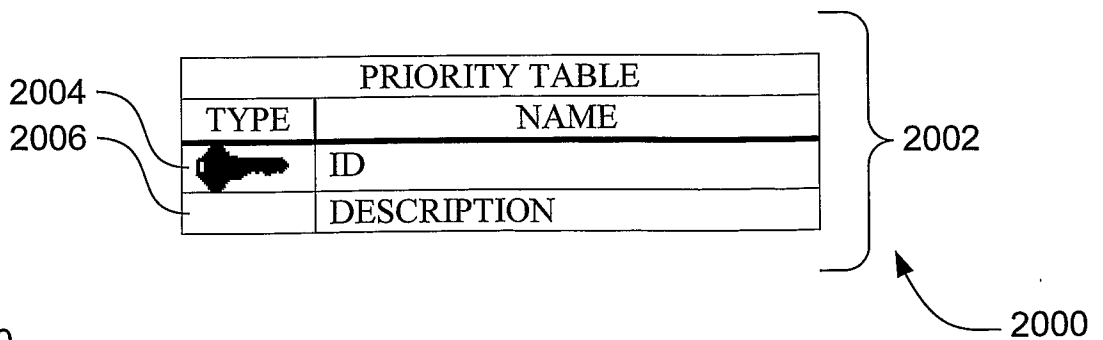 PRIORITY TABLE
2004
TYPE NAME
2006
2002
ID
DESCRIPTION
2000